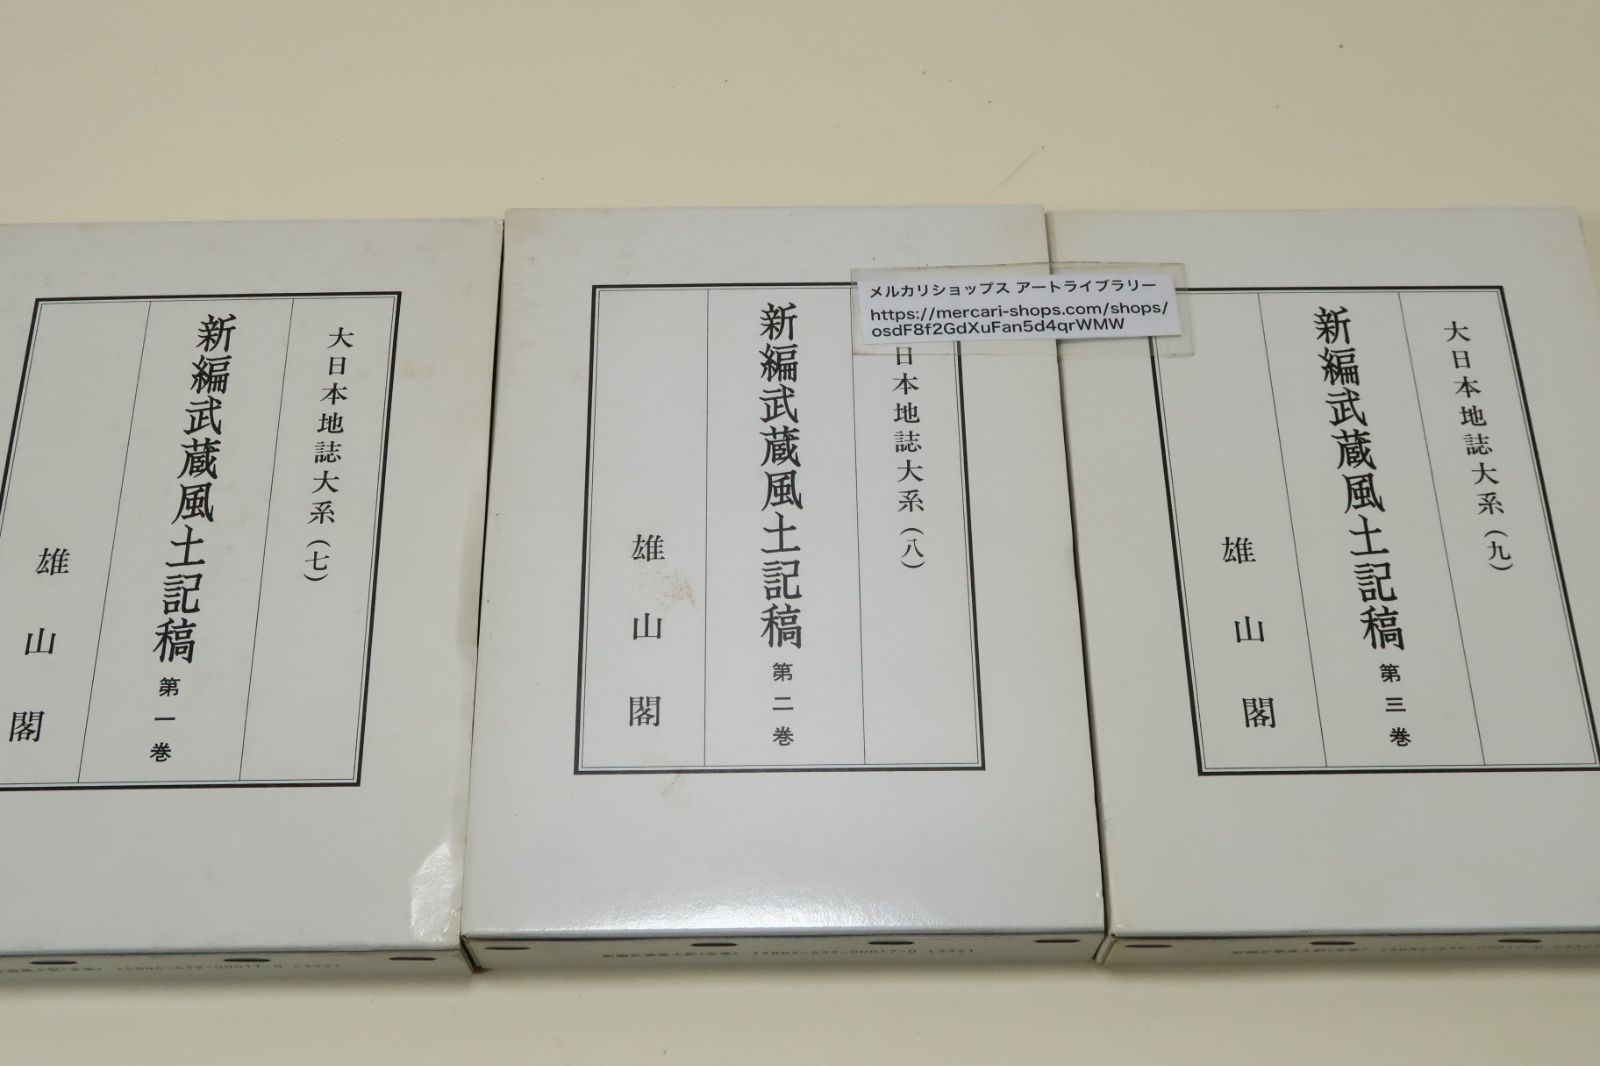 大日本地誌大系(七)
新編武蔵風土記稿 第一巻
雄山閣
日本地誌大系(八)
新編武蔵風土記稿 第二巻
雄山閣
大日本地誌大系(九)
新編武蔵風土記稿 第三巻
雄山閣
メルカリショップス アートライブラリー
https://mercari-shops.com/shops/
osdF8f2GdXuFan5d4qrWMW